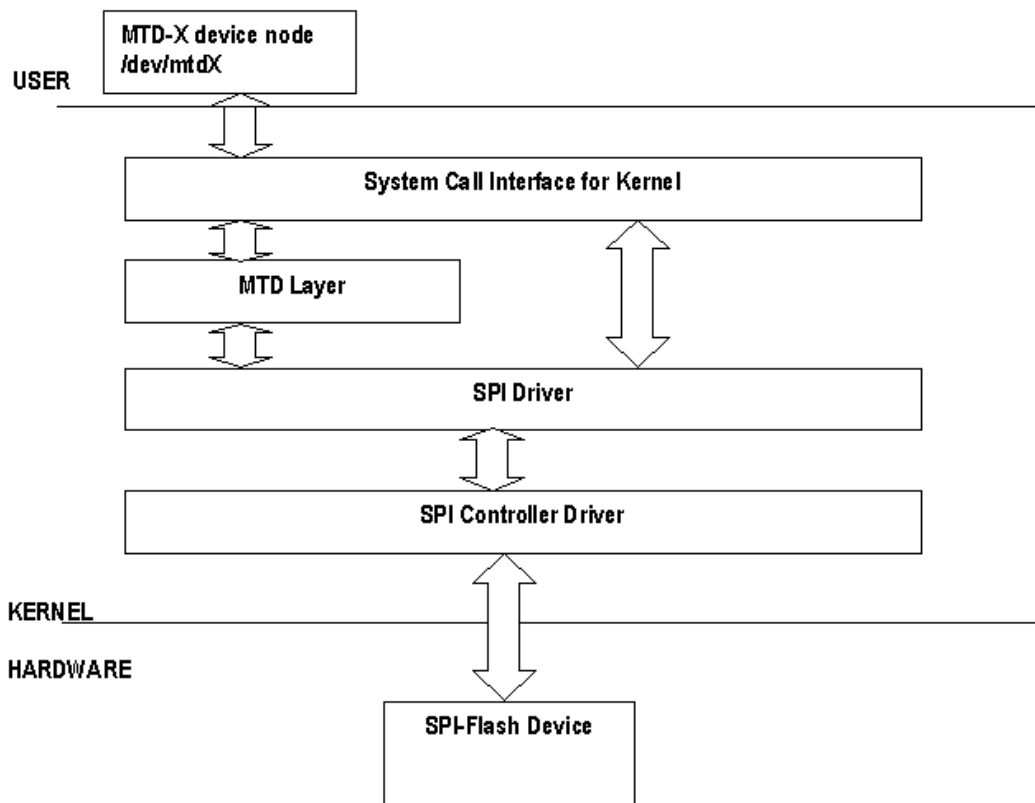 MTD-X device node
/dev/mtdX
USER
System Call Interface for Kernel
MTD Layer
SPI Driver
SPI Controller Driver
KERNEL
HARDWARE
SPI-Flash Device